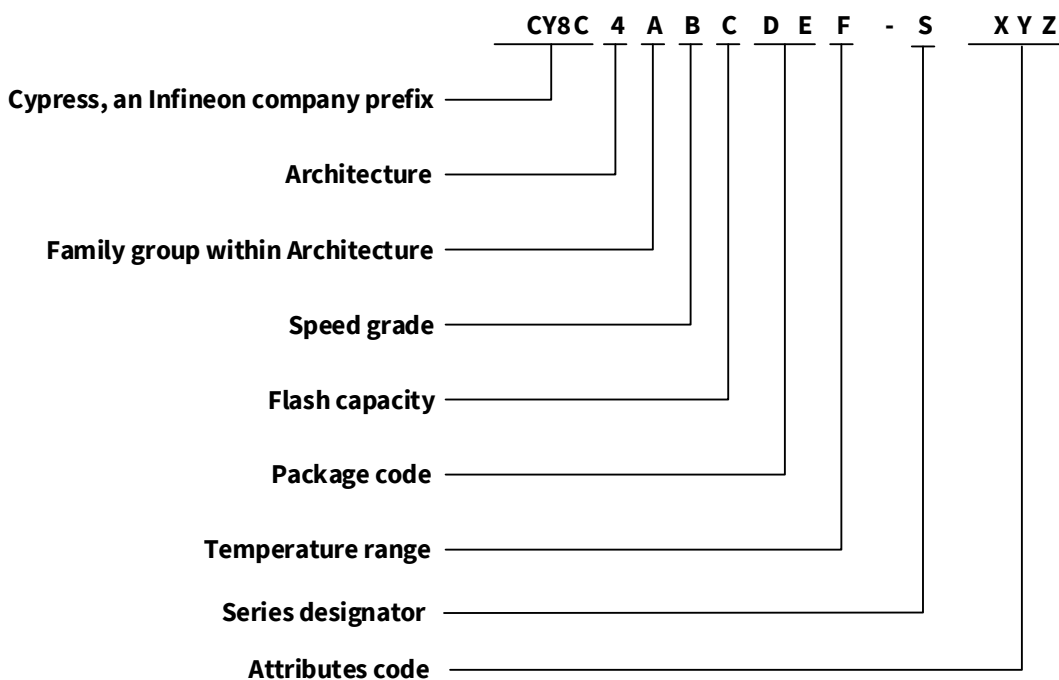 CY8C 4 A B C D E F - S X Y Z
Cypress, an Infineon company prefix
Architecture
Family group within Architecture
Speed grade
Flash capacity
Package code
Temperature range
Series designator
Attributes code